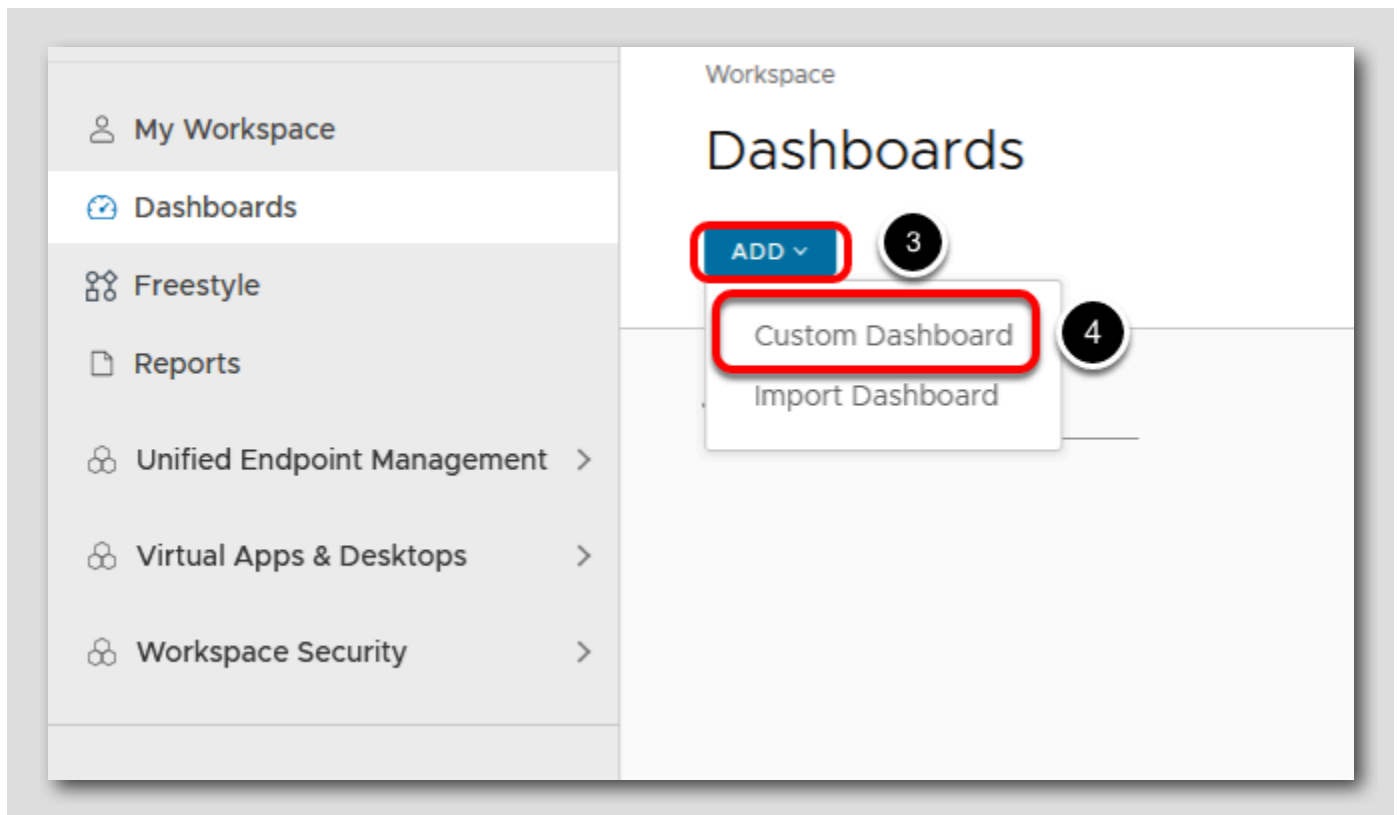 My Workspace
Dashboards
Freestyle
Reports
Unified Endpoint Management
Virtual Apps & Desktops
Workspace Security
Workspace
Dashboards
ADD
3
Custom Dashboard
4
Import Dashboard